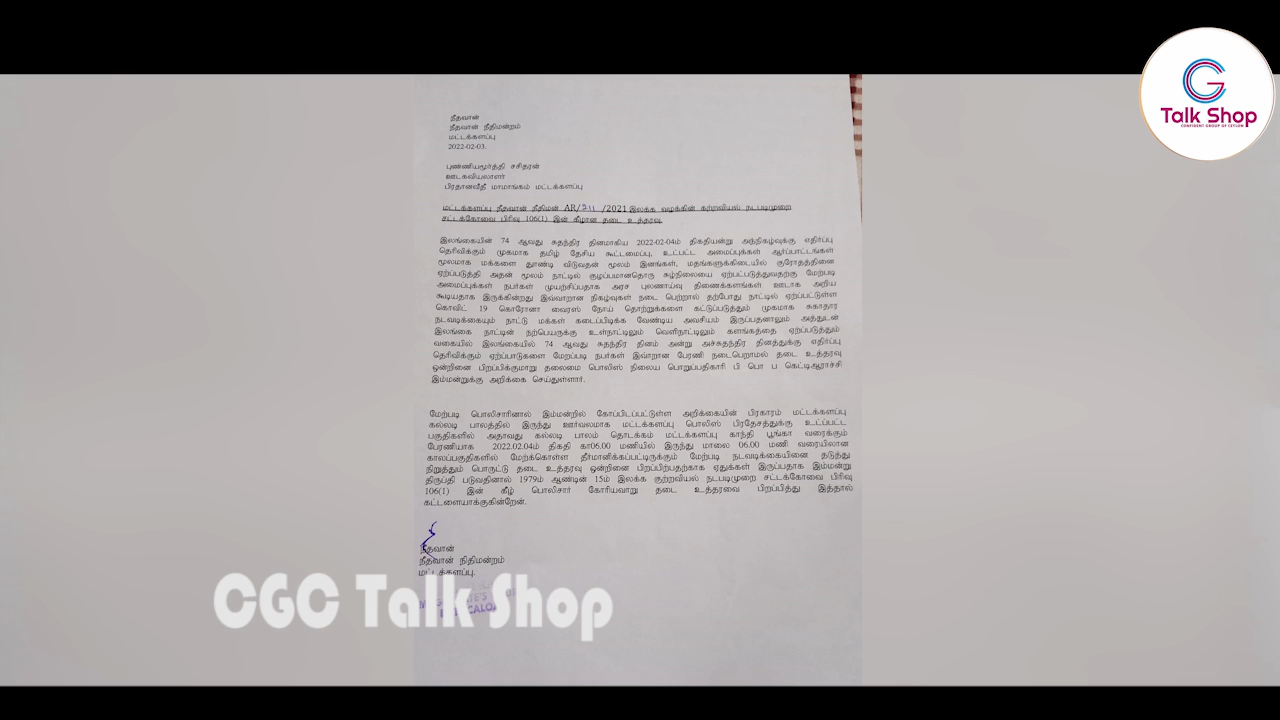 நீதவான்
நீதவான் நீதிமன்றம்
மட்டக்களப்பு
2022-02-03.
புண்ணியமூர்த்தி சசிதரன்
ஊடகவியலாளர்
பிரதானவீதி மாமாங்கம் மட்டக்களப்பு
மட்டக்களப்பு நீதவான் நீதிமன் AR/311 /2021 இலக்க வழக்கின் கற்றவியல் நடபடிமுறை
சட்டக்கோவை பிரிவு 106(1) இன் கீழான தடை உத்தரவு
இலங்கையின் 74 ஆவது சுதந்திர தினமாகிய 2022-02-04ம் திகதியன்று அந்நிகழ்வுக்கு எதிர்ப்பு
தெரிவிக்கும் முகமாக தமிழ் தேசிய கூட்டமைப்பு, உட்பட்ட அமைப்புக்கள் ஆர்ப்பாட்டங்கள்
மூலமாக மக்களை தூண்டி விடுவதன் மூலம் இனங்கள், மதங்களுக்கிடையில் குரோதத்தினை
ஏற்படுத்தி அதன் மூலம் நாட்டில் குழப்பமானதொரு சூழ்நிலையை ஏற்பட்படுத்துவதற்கு மேற்படி
அமைப்புக்கள் நபர்கள் முயற்சிப்பதாக அரச புலணாய்வு திணைக்களங்கள் ஊடாக அறிய
கூடியதாக இருக்கின்றது இவ்வாறான நிகழ்வுகள் நடை பெற்றால் தற்போது நாட்டில் ஏற்ப்பட்டுள்ள
கொவிட் 19 கொரோனா வைரஸ் நோய் தொற்றுக்களை கட்டுப்படுத்தும் முகமாக சுகாதார
நடவடிக்கையும் நாட்டு மக்கள் கடைப்பிடிக்க வேண்டிய அவசியம் இருப்பதனாலும் அத்துடன்
இலங்கை நாட்டின் நற்பெயருக்கு உள்நாட்டிலும் வெளிநாட்டிலும் களங்கத்தை ஏற்படுத்தும்
வகையில் இலங்கையில் 74 ஆவது சுதந்திர தினம் அன்று அச்சுதந்திர தினத்துக்கு எதிர்ப்பு
தெரிவிக்கும் ஏற்பாடுகளை மேறப்படி நபர்கள் இவ்ாறான பேரணி நடைபெறாமல் தடை உத்தரவு
ஒன்றினை பிறப்பிக்குமாறு தலைமை பொலிஸ் நிலைய பொறுப்பதிகாரி பி பொ ப கெட்டிஆராச்சி
இம்மன்றுக்கு அறிக்கை செய்துள்ளார்.
மேற்படி பொலிசாரினால் இம்மன்றில் கோப்பிடப்பட்டுள்ள அறிக்கையின் பிரகாரம் மட்டக்களப்பு
கல்லடி பாலத்தில் இருந்து ஊர்வலமாக மட்டக்களப்பு பொலிஸ் பிரதேசத்துக்கு உட்ப்பட்ட
பகுதிகளில் அதாவது கல்லடி பாலம் தொடக்கம் மட்டக்களப்பு காந்தி பூங்கா வரைக்கும்
பேரணியாக 2022.02.04ம் திகதி கா06.00 மணியில் இருந்து மாலை 06.00 மணி வரையிலான
காலப்பகுதிகளில் மேற்க்கொள்ள தீர்மானிக்கப்பட்டிருக்கும் மேற்படி நடவடிக்கையினை தடுத்து
நிறுத்தும் பொருட்டு தடை உத்தரவு ஒன்றினை பிறப்பிற்பதற்காக ஏதுக்கள் இருப்பதாக இம்மன்று
திருப்தி படுவதினால் 1979ம் ஆண்டின் 15ம் இலக்க குற்றவியல் நடபடிமுறை சட்டக்கோவை பிரிவு
106(1) இன் கீழ் பொலிசார் கோரியவாறு தடை உத்தரவை பிறப்பித்து இத்தால்
கட்டளையாக்குகின்றேன்.
நீதவான்
நீதவான் நிதிமன்றம்
மட்டக்களப்பு.
CGC Talk Shop
G
Talk Shop
CONFIDENT GROUP OF CEYLON